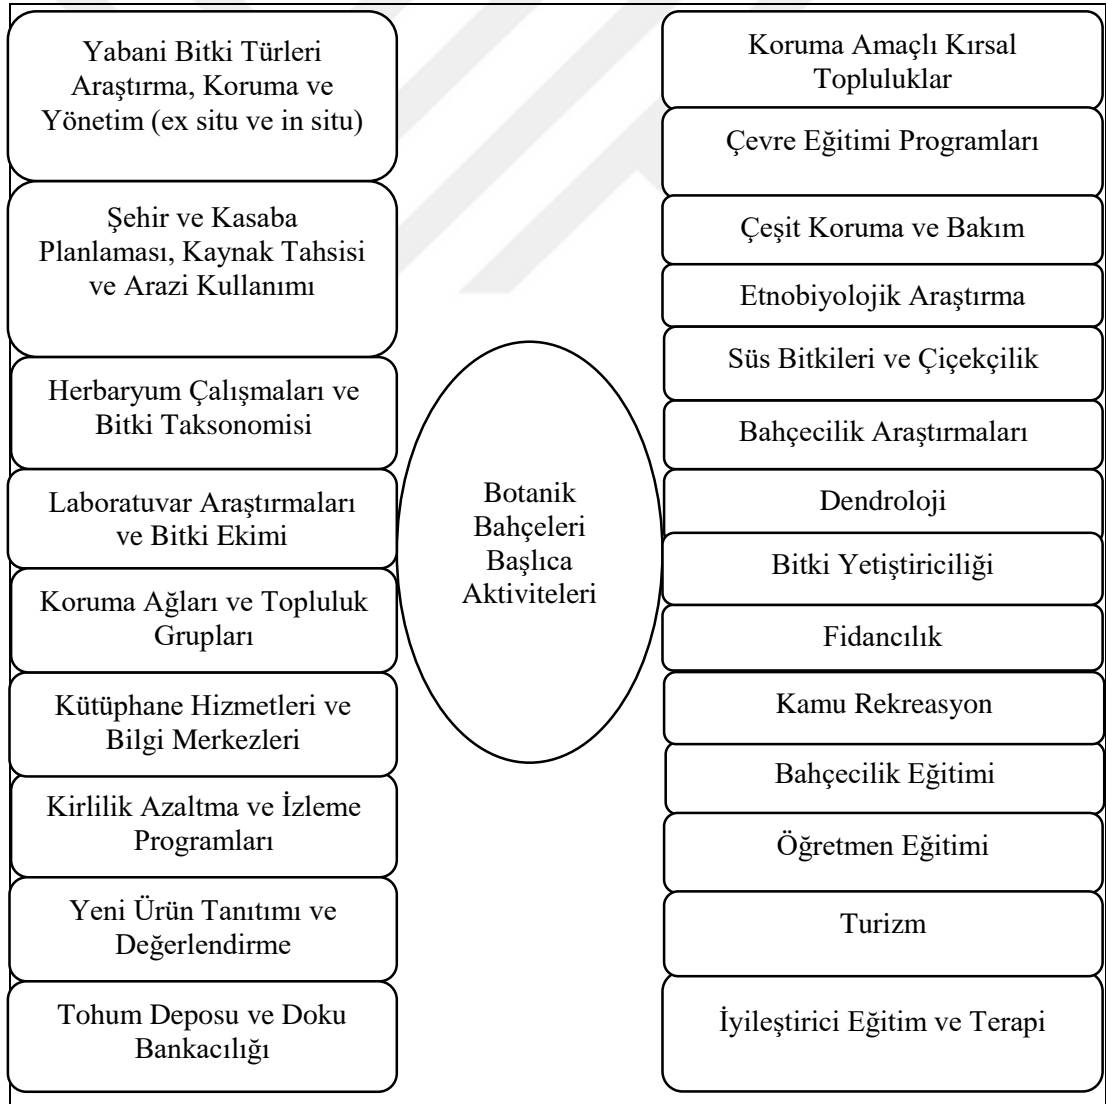 Yabani Bitki Türleri
Araştırma, Koruma ve
Yönetim (ex situ ve in situ)
Şehir ve Kasaba
Planlaması, Kaynak Tahsisi
ve Arazi Kullanımı
Herbaryum Çalışmaları ve
Bitki Taksonomisi
Laboratuvar Araştırmaları
ve Bitki Ekimi
Koruma Ağları ve Topluluk
Grupları
Kütüphane Hizmetleri ve
Bilgi Merkezleri
Kirlilik Azaltma ve İzleme
Programları
Yeni Ürün Tanıtımı ve
Değerlendirme
Tohum Deposu ve Doku
Bankacılığı
Botanik
Bahçeleri
Başlıca
Aktiviteleri
Koruma Amaçlı Kırsal
Topluluklar
Çevre Eğitimi Programları
Çeşit Koruma ve Bakım
Etnobiyolojik Araştırma
Süs Bitkileri ve Çiçekçilik
Bahçecilik Araştırmaları
Dendroloji
Bitki Yetiştiriciliği
Fidancılık
Kamu Rekreasyon
Bahçecilik Eğitimi
Öğretmen Eğitimi
Turizm
İyileştirici Eğitim ve Terapi